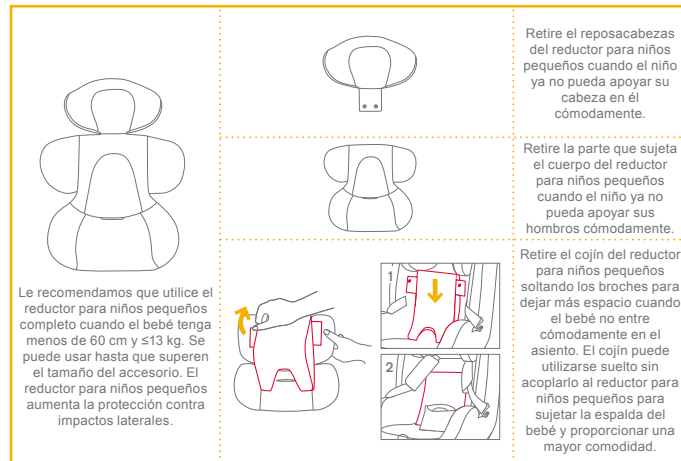 Le recomendamos que utilice el
reductor para niños pequeños
completo cuando el bebé tenga
menos de 60 cm y ≤13 kg. Se
puede usar hasta que superen
el tamaño del accesorio. El
reductor para niños pequeños
aumenta la protección contra
impactos laterales.
Retire el reposacabezas
del reductor para niños
pequeños cuando el niño
ya no pueda apoyar su
cabeza en él
cómodamente.
Retire la parte que sujeta
el cuerpo del reductor
para niños pequeños
cuando el niño ya no
pueda apoyar sus
hombros cómodamente.
1
2
Retire el cojín del reductor
para niños pequeños
soltando los broches para
dejar más espacio cuando
el bebé no entre
cómodamente en el
asiento. El cojín puede
utilizarse suelto sin
acoplarlo al reductor para
niños pequeños para
sujetar la espalda del
bebé y proporcionar una
mayor comodidad.